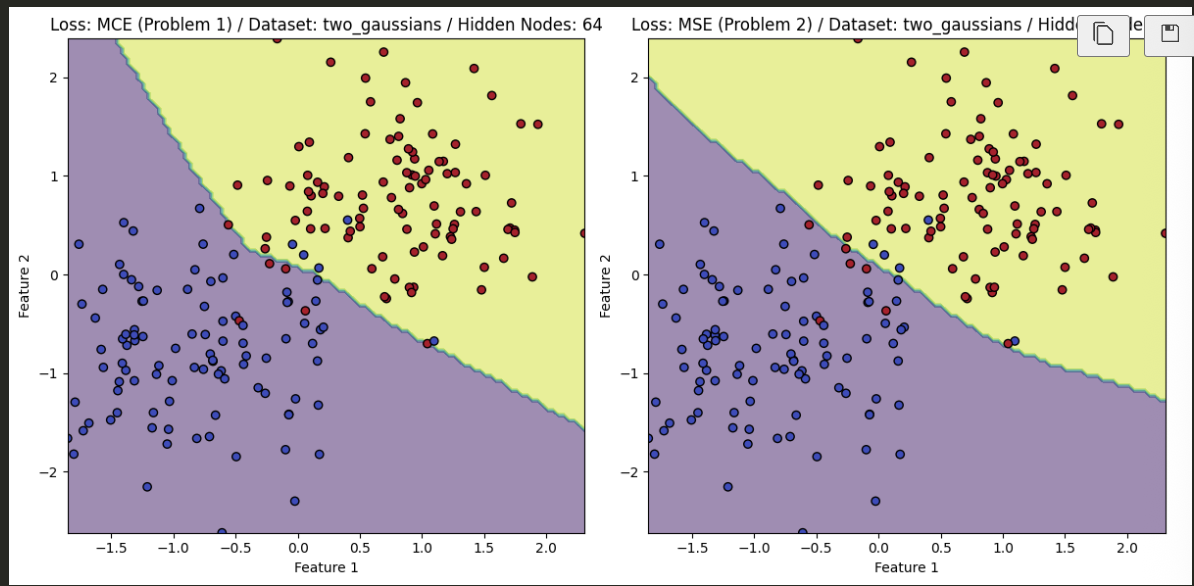 Loss: MCE (Problem 1) / Dataset: two_gaussians / Hidden Nodes: 64
Loss: MSE (Problem 2) / Dataset: two_gaussians /
2
1
0
−1
−2
Feature 2
−1.5 −1.0 −0.5 0.0 0.5 1.0 1.5 2.0
Feature 1
2
1
0
−1
−2
Feature 2
−1.5 −1.0 −0.5 0.0 0.5 1.0 1.5 2.0
Feature 1